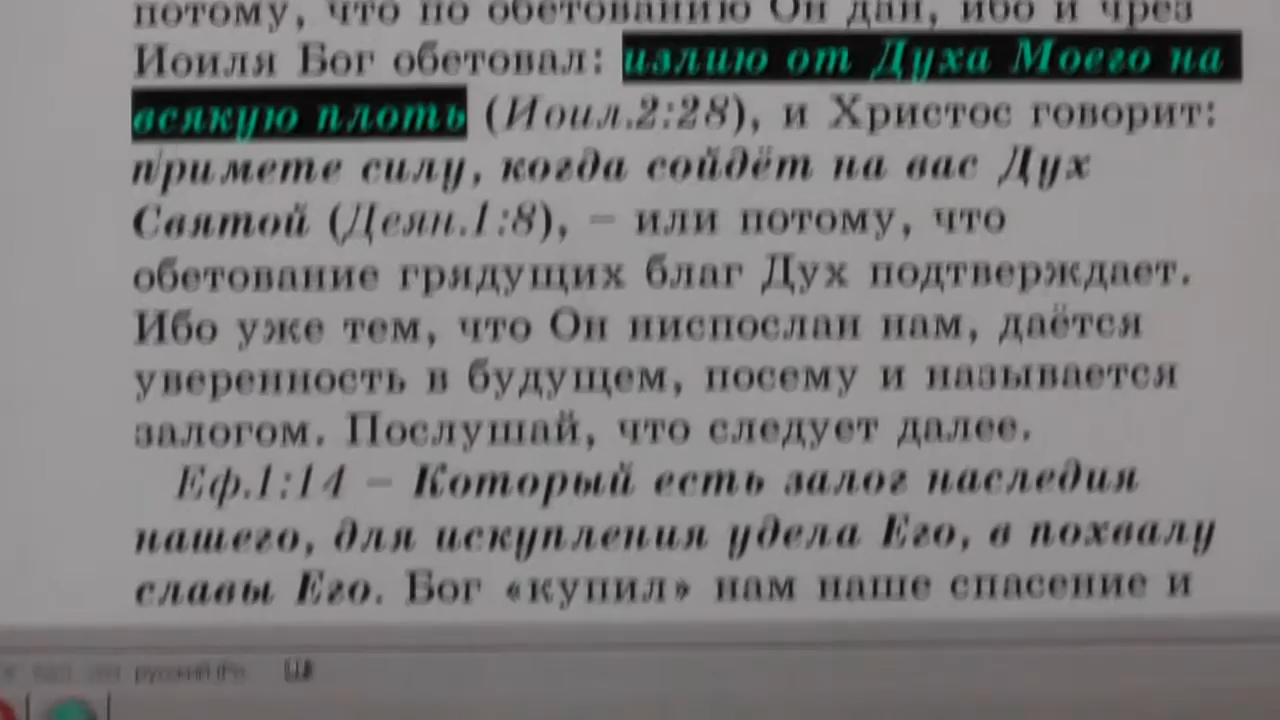 потому, что по обетованию Он дан, ибо и чрез
Иоиля Бог обетовал: излию от Духа Моего на
всякую плоть (Иоил.2:28), и Христос говорит:
примете силу, когда сойдёт на вас Дух
Святой (Деян.1:8), – или потому, что
обетование грядущих благ Дух подтверждает.
Ибо уже тем, что Он ниспослан нам, даётся
уверенность в будущем, посему и называется
залогом. Послушай, что следует далее.
Еф.1:14 – Который есть залог наследия
нашего, для искупления удела Его, в похвалу
славы Его. Бог «купил» нам наше спасение и
русский